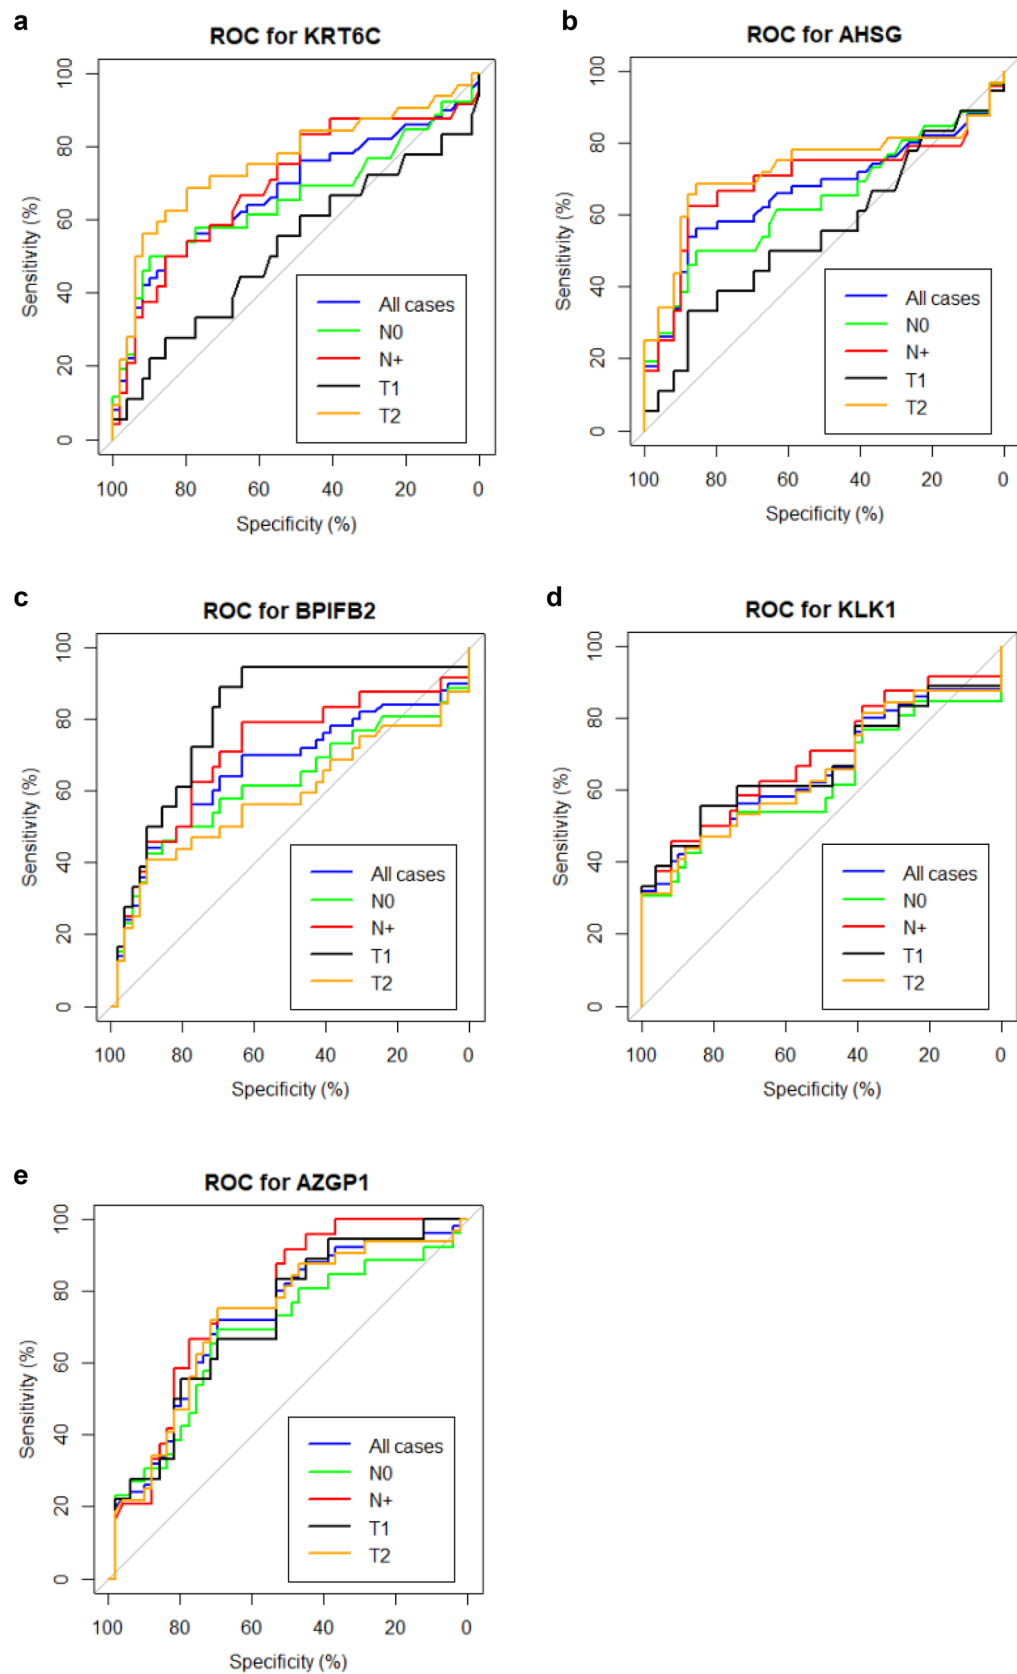 a
ROC for KRT6C
Sensitivity (%)
0 20 40 60 80 100
All cases
N0
N+
T1
T2
100 80 60 40 20 0
Specificity (%)
b
ROC for AHSG
Sensitivity (%)
0 20 40 60 80 100
All cases
N0
N+
T1
T2
100 80 60 40 20 0
Specificity (%)
c
ROC for BPIFB2
Sensitivity (%)
0 20 40 60 80 100
All cases
N0
N+
T1
T2
100 80 60 40 20 0
Specificity (%)
d
ROC for KLK1
Sensitivity (%)
0 20 40 60 80 100
All cases
N0
N+
T1
T2
100 80 60 40 20 0
Specificity (%)
e
ROC for AZGP1
Sensitivity (%)
0 20 40 60 80 100
All cases
N0
N+
T1
T2
100 80 60 40 20 0
Specificity (%)